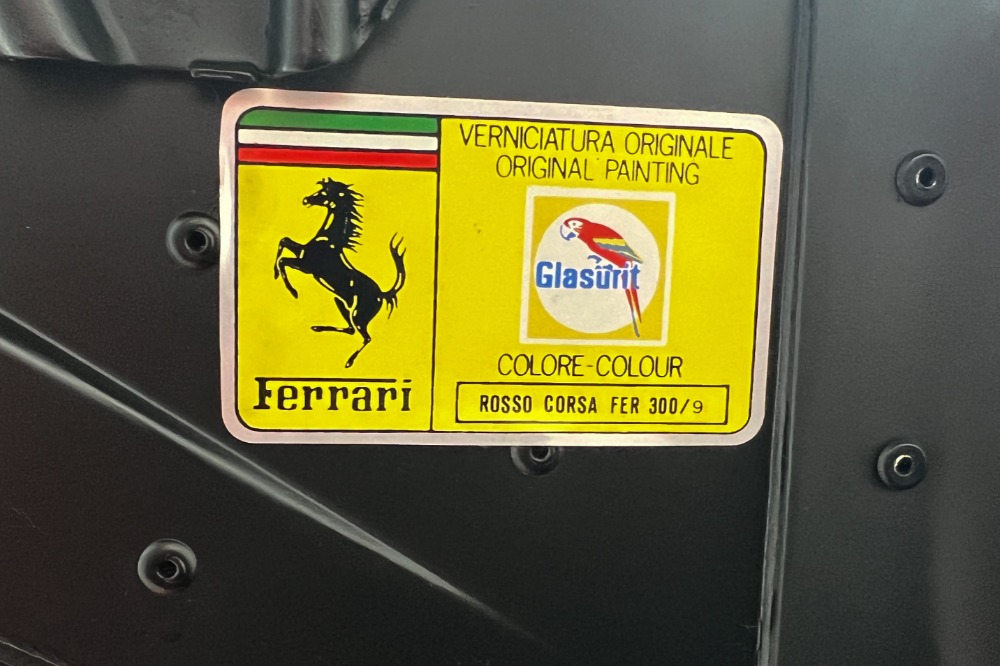 VERNICIATURA ORIGINALE
ORIGINAL PAINTING
Glasurit
COLORE-COLOUR
ROSSO CORSA FER 300/9
Ferrari